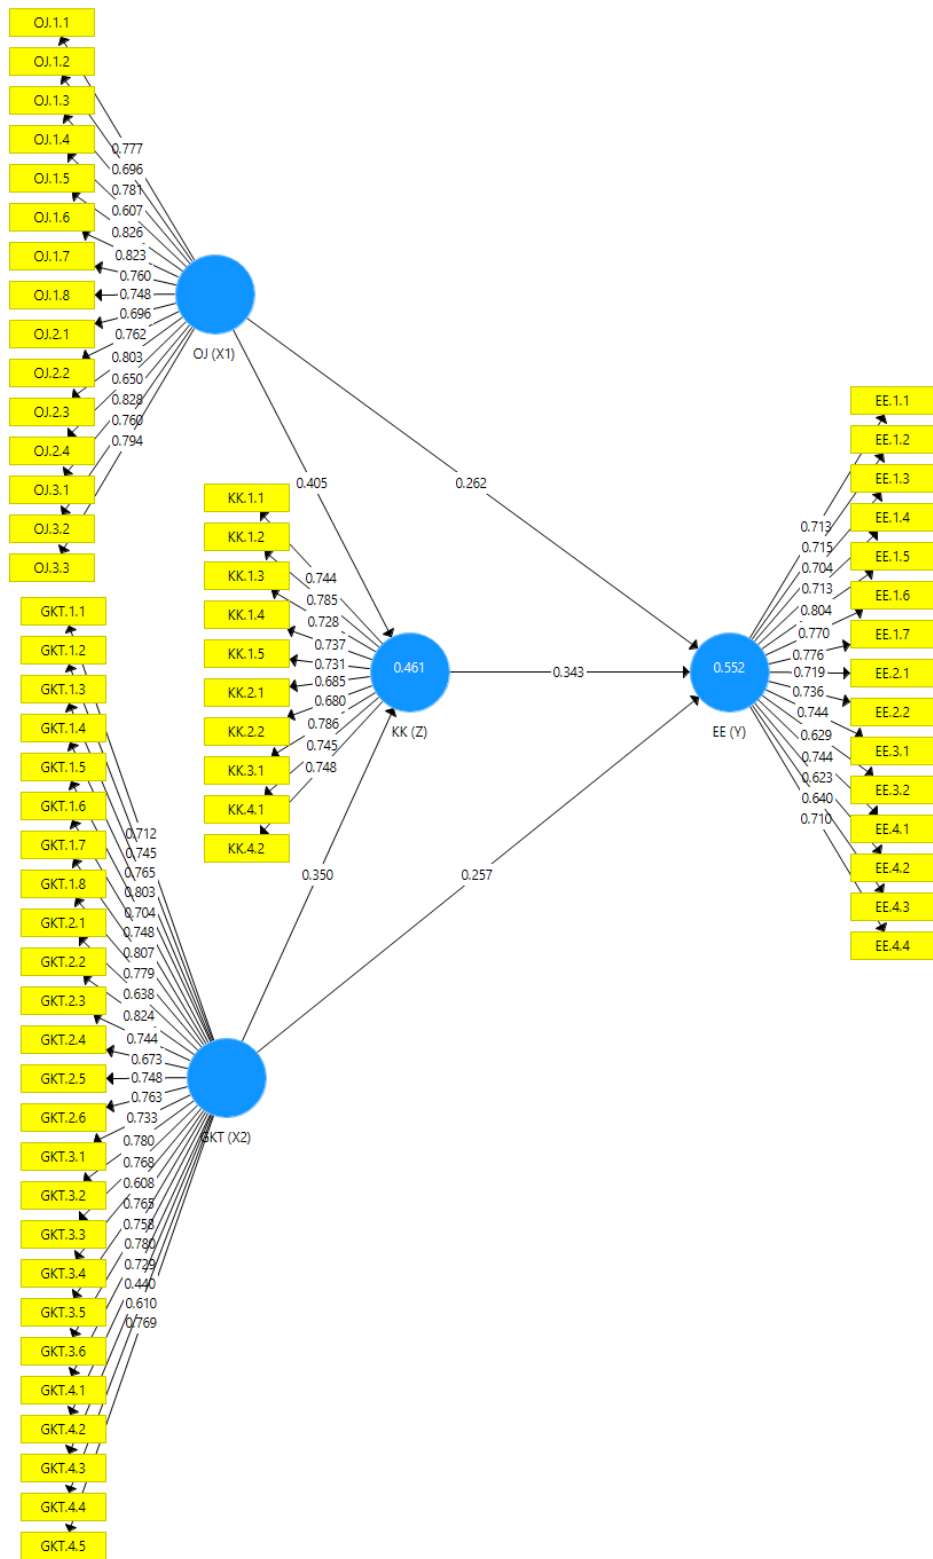 OJ.1.1
OJ.1.2
OJ.1.3
OJ.1.4
OJ.1.5
OJ.1.6
OJ.1.7
OJ.1.8
OJ.2.1
OJ.2.2
OJ.2.3
OJ.2.4
OJ.3.1
OJ.3.2
OJ.3.3
0.777
0.696
0.781
0.607
0.826
0.823
0.760
0.748
0.696
0.762
0.803
0.650
0.828
0.760
0.794
OJ (X1)
0.405
0.262
KK.1.1
KK.1.2
KK.1.3
KK.1.4
KK.1.5
KK.2.1
KK.2.2
KK.3.1
KK.4.1
KK.4.2
0.744
0.785
0.728
0.737
0.731
0.685
0.680
0.786
0.745
0.748
0.461
KK (Z)
0.343
0.552
EE (Y)
0.713
0.715
0.704
0.713
0.804
0.770
0.776
0.719
0.736
0.744
0.629
0.744
0.623
0.640
0.710
EE.1.1
EE.1.2
EE.1.3
EE.1.4
EE.1.5
EE.1.6
EE.1.7
EE.2.1
EE.2.2
EE.3.1
EE.3.2
EE.4.1
EE.4.2
EE.4.3
EE.4.4
0.350
0.257
GKT.1.1
GKT.1.2
GKT.1.3
GKT.1.4
GKT.1.5
GKT.1.6
GKT.1.7
GKT.1.8
GKT.2.1
GKT.2.2
GKT.2.3
GKT.2.4
GKT.2.5
GKT.2.6
GKT.3.1
GKT.3.2
GKT.3.3
GKT.3.4
GKT.3.5
GKT.3.6
GKT.4.1
GKT.4.2
GKT.4.3
GKT.4.4
GKT.4.5
0.712
0.745
0.765
0.803
0.704
0.748
0.807
0.779
0.638
0.824
0.744
0.673
0.748
0.763
0.733
0.780
0.768
0.608
0.765
0.758
0.780
0.729
0.440
0.610
0.769
GKT (X2)